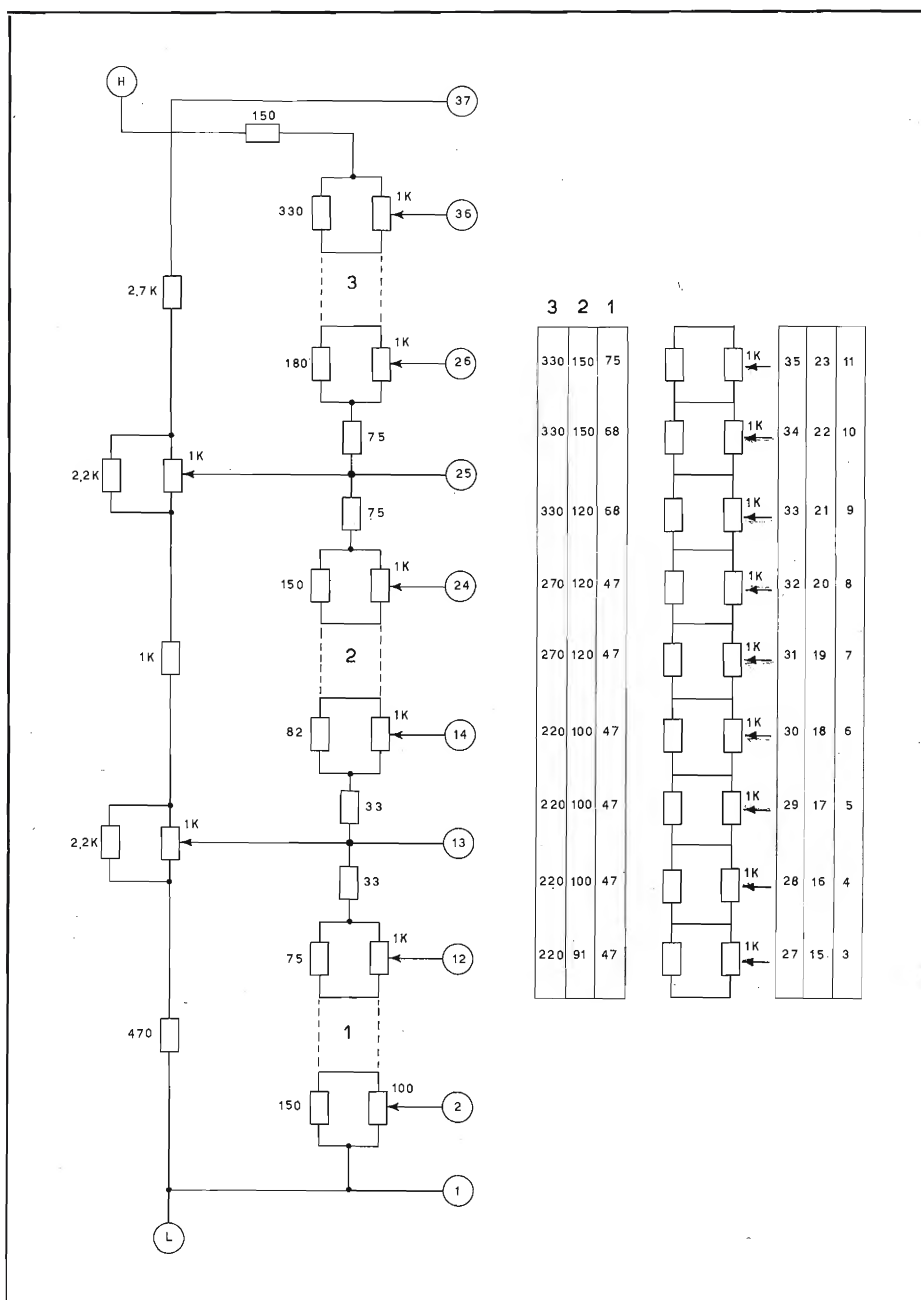 H
37
150
330
1K
36
3
2,7K
180
1K
26
75
2,2K
1K
25
75
150
1K
24
1K
2
82
1K
14
33
2,2K
1K
13
33
75
1K
12
470
1
150
100
2
1
L
3 2 1
330 150 75 1K 35 23 11
330 150 68 1K 34 22 10
330 120 68 1K 33 21 9
270 120 47 1K 32 20 8
270 120 47 1K 31 19 7
220 100 47 1K 30 18 6
220 100 47 1K 29 17 5
220 100 47 1K 28 16 4
220 91 47 1K 27 15 3